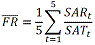 \overline{FR} = \frac{1}{5} \sum_{t=1}^{5} \frac{SAR_t}{SAT_t}